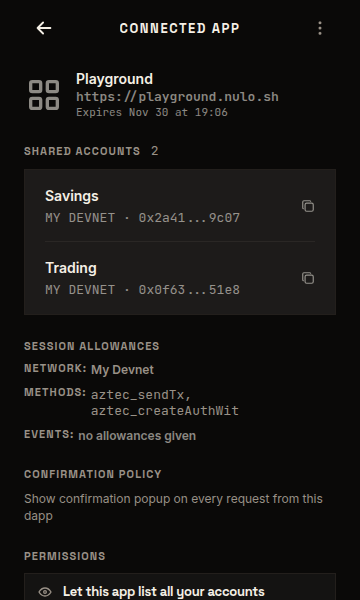 CONNECTED APP
Playground
https://playground.nulo.sh
Expires Nov 30 at 19:06
SHARED ACCOUNTS 2
Savings
MY DEVNET · 0x2a41...9c07
Trading
MY DEVNET · 0x0f63...51e8
SESSION ALLOWANCES
NETWORK: My Devnet
METHODS: aztec_sendTx,
aztec_createAuthWit
EVENTS: no allowances given
CONFIRMATION POLICY
Show confirmation popup on every request from this
dapp
PERMISSIONS
Let this app list all your accounts